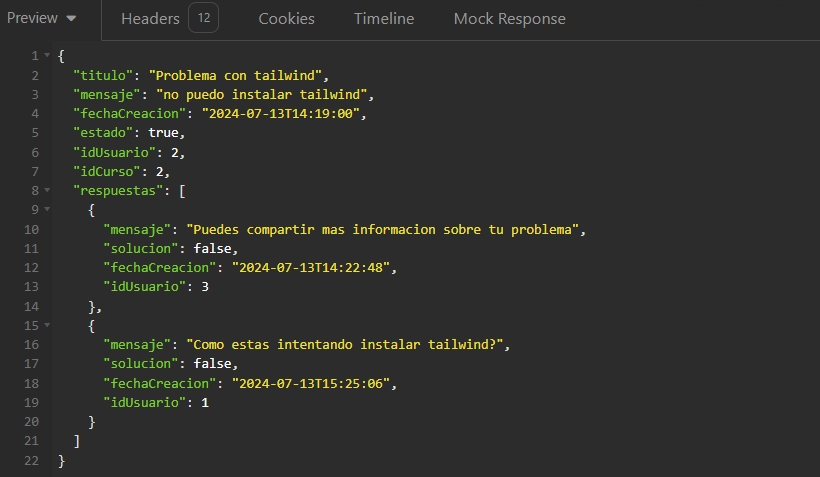 Preview Headers 12 Cookies Timeline Mock Response
1 {
2 "titulo": "Problema con tailwind",
3 "mensaje": "no puedo instalar tailwind",
4 "fechaCreacion": "2024-07-13T14:19:00",
5 "estado": true,
6 "idUsuario": 2,
7 "idCurso": 2,
8 "respuestas": [
9 {
10 "mensaje": "Puedes compartir mas informacion sobre tu problema",
11 "solucion": false,
12 "fechaCreacion": "2024-07-13T14:22:48",
13 "idUsuario": 3
14 },
15 {
16 "mensaje": "Como estas intentando instalar tailwind?",
17 "solucion": false,
18 "fechaCreacion": "2024-07-13T15:25:06",
19 "idUsuario": 1
20 }
21 ]
22 }